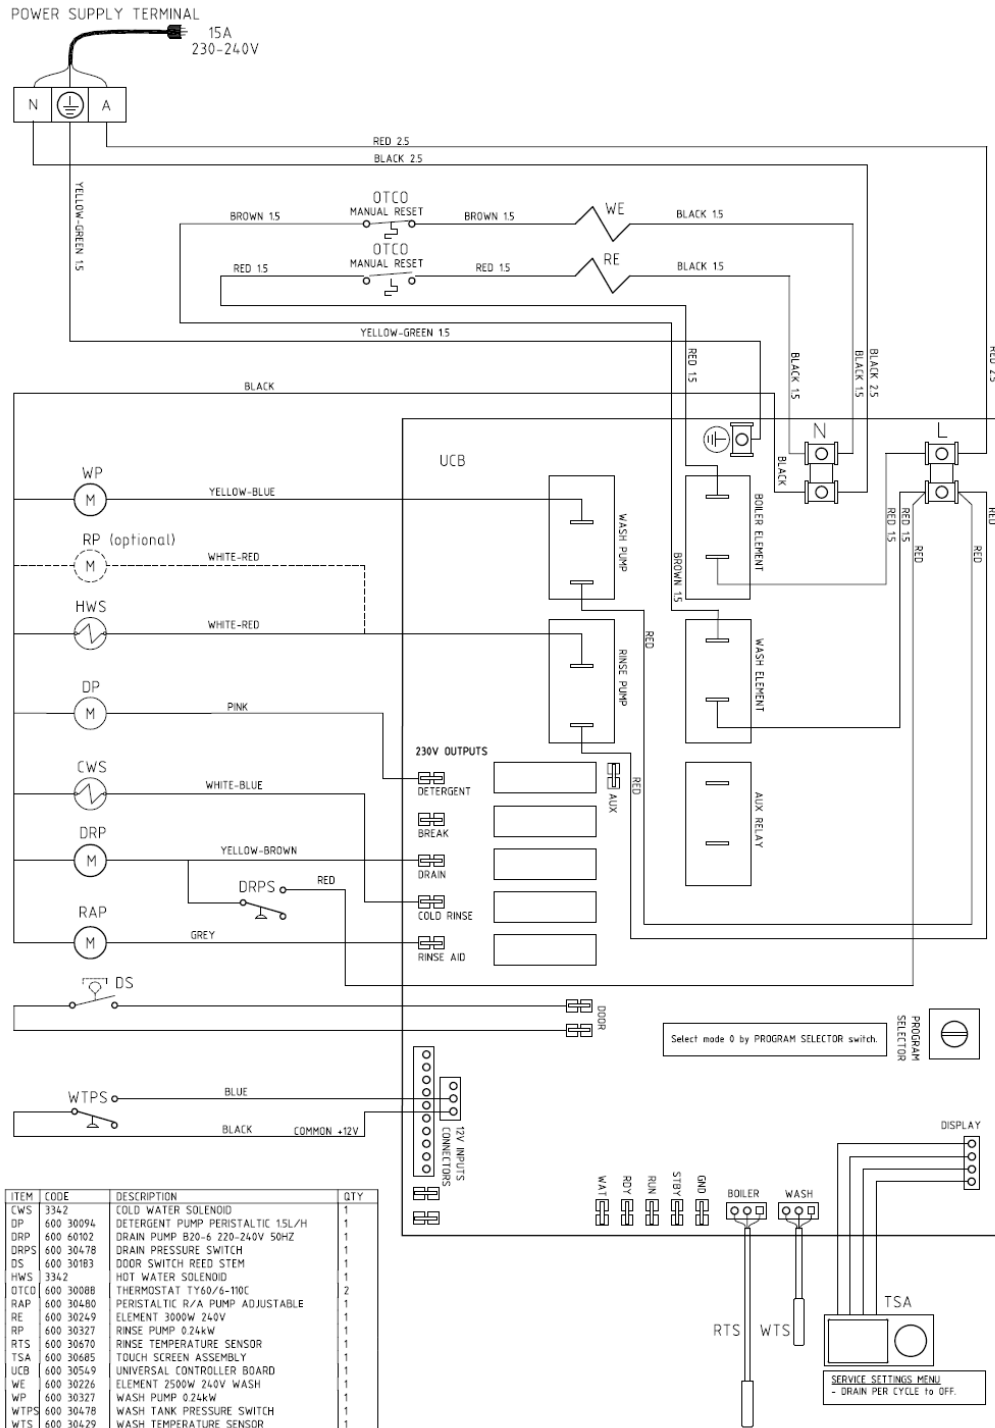 POWER SUPPLY TERMINAL
15A
230-240V
N
A
RED 2.5
BLACK 2.5
YELLOW-GREEN 1.5
OTCO
MANUAL RESET
BROWN 1.5
BROWN 1.5
WE
BLACK 1.5
OTCO
MANUAL RESET
RED 1.5
RED 1.5
RE
BLACK 1.5
YELLOW-GREEN 1.5
RED 1.5
BLACK 1.5
BLACK 1.5
BLACK 2.5
RED 2.5
BLACK
UCB
N
L
BLACK
WP
M
YELLOW-BLUE
WASH PUMP
BOILER ELEMENT
RED 1.5
RED 1.5
RED
RED
RED
RP (optional)
M
WHITE-RED
BROWN 1.5
HWS
WHITE-RED
RED
RINSE PUMP
WASH ELEMENT
DP
M
PINK
230V OUTPUTS
DETERGENT
AUX
RED
AUX RELAY
CWS
WHITE-BLUE
BREAK
DRP
M
YELLOW-BROWN
DRAIN
DRPS
RED
COLD RINSE
RAP
M
GREY
RINSE AID
DS
DOOR
Select mode 0 by PROGRAM SELECTOR switch.
PROGRAM
SELECTOR
WTPS
BLUE
BLACK
COMMON +12V
12V INPUTS
CONNECTORS
DISPLAY
WAT
RDY
RUN
STBY
GND
BOILER
WASH
RTS
WTS
TSA
SERVICE SETTINGS MENU
- DRAIN PER CYCLE to OFF.
ITEM CODE DESCRIPTION QTY
CWS 3342 COLD WATER SOLENOID 1
DP 600 30094 DETERGENT PUMP PERISTALTIC 1.5L/H 1
DRP 600 60102 DRAIN PUMP B20-6 220-240V 50HZ 1
DRPS 600 30478 DRAIN PRESSURE SWITCH 1
DS 600 30183 DOOR SWITCH REED STEM 1
HWS 3342 HOT WATER SOLENOID 1
OTCO 600 30088 THERMOSTAT TY60/6-110C 2
RAP 600 30480 PERISTALTIC R/A PUMP ADJUSTABLE 1
RE 600 30249 ELEMENT 3000W 240V 1
RP 600 30327 RINSE PUMP 0.24kW 1
RTS 600 30670 RINSE TEMPERATURE SENSOR 1
TSA 600 30685 TOUCH SCREEN ASSEMBLY 1
UCB 600 30549 UNIVERSAL CONTROLLER BOARD 1
WE 600 30226 ELEMENT 2500W 240V WASH 1
WP 600 30327 WASH PUMP 0.24kW 1
WTPS 600 30478 WASH TANK PRESSURE SWITCH 1
WTS 600 30429 WASH TEMPERATURE SENSOR 1